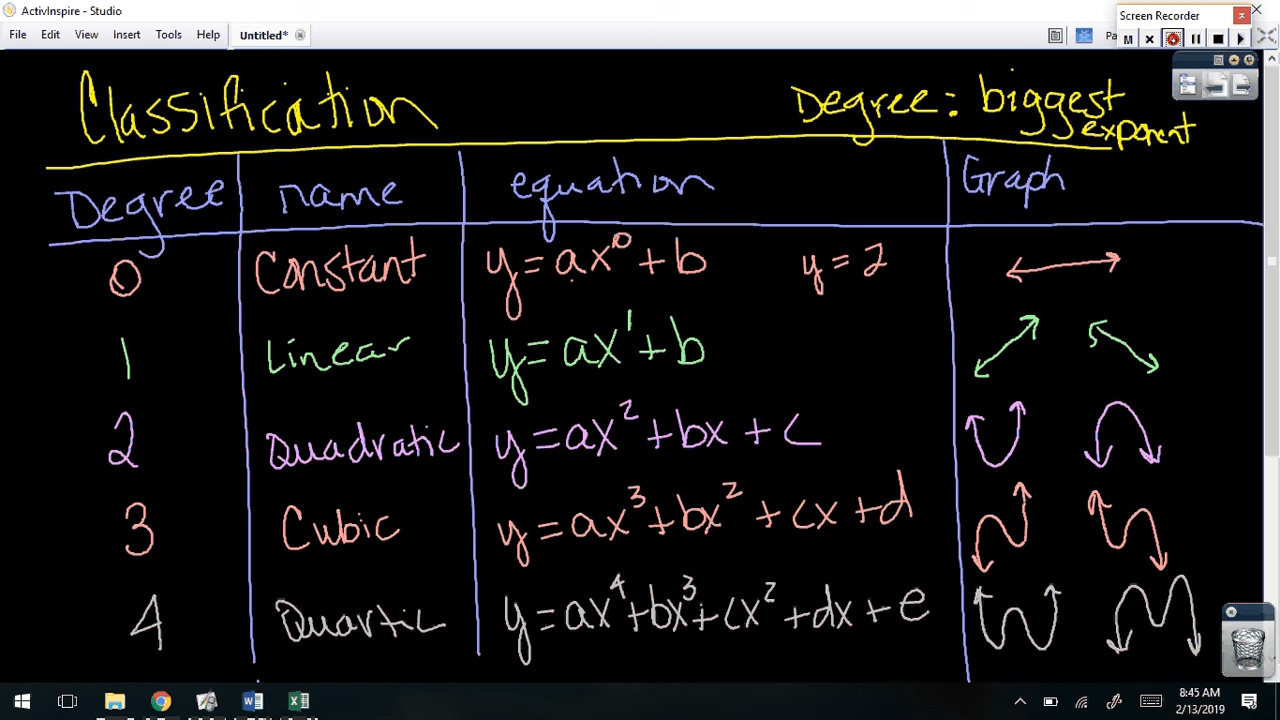 ActivInspire - Studio
Screen Recorder
File Edit View Insert Tools Help Untitled*
Classification
Degree: biggest exponent
Degree name equation Graph
0 Constant y = ax⁰ + b y = 2
1 Linear y = ax¹ + b
2 Quadratic y = ax² + bx + c
3 Cubic y = ax³ + bx² + cx + d
4 Quartic y = ax⁴ + bx³ + cx² + dx + e
8:45 AM
2/13/2019